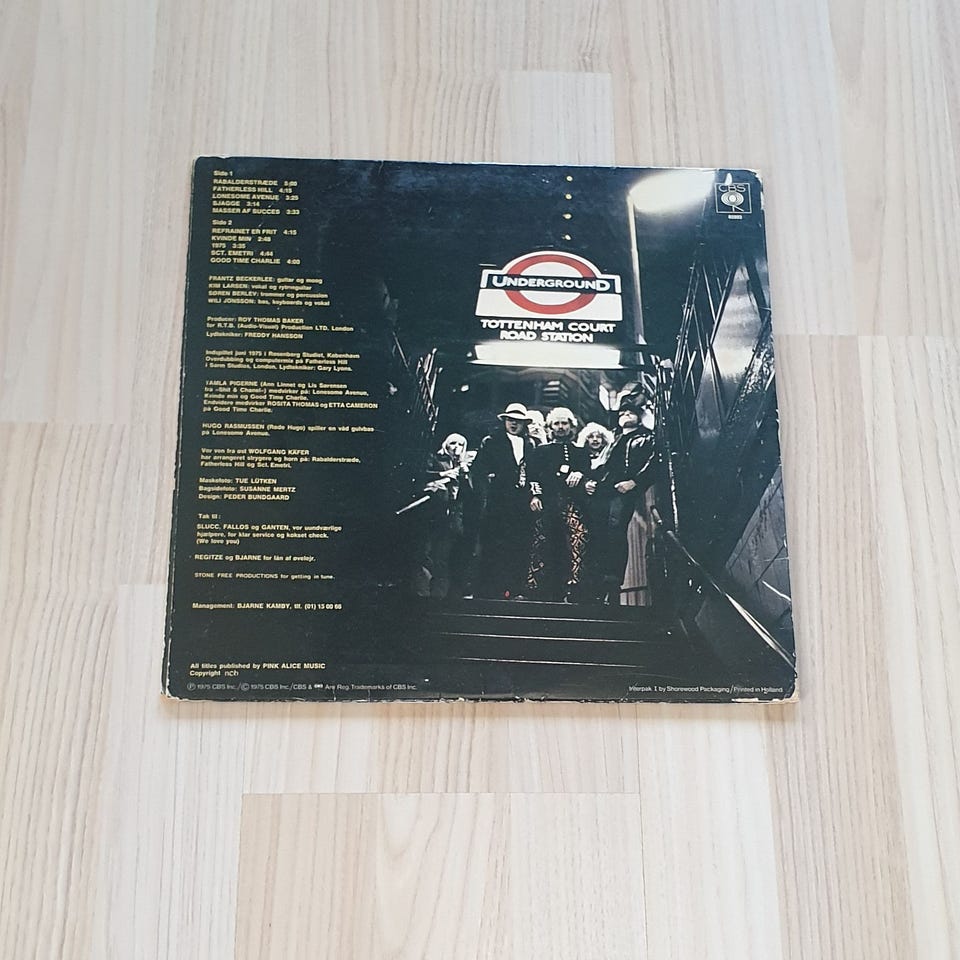 Side 1
RABALDERSTRÆDE 5:00
FATHERLESS HILL 4:15
LONESOME AVENUE 3:25
SJAGGE 3:14
MASSER AF SUCCES 3:33
Side 2
REFRAINET ER FRIT 4:15
KVINDE MIN 2:48
1975 3:35
SCT. EMETRI 4:44
GOOD TIME CHARLIE 4:00
FRANTZ BECKERLEE: guitar og moog
KIM LARSEN: vokal og rytmeguitar
SØREN BERLEV: trommer og percussion
WILI JONSSON: bas, keyboards og vokal
Producer: ROY THOMAS BAKER
for R.T.B. (Audio-Visual) Production LTD. London
Lydtekniker: FREDDY HANSSON
Indspillet juni 1975 i Rosenberg Studiet, København
Overdubbing og computermix på Fatherless Hill
i Sarm Studios, London. Lydtekniker: Gary Lyons.
TAMLA PIGERNE (Ann Linnet og Lis Sørensen
fra »Shit & Chanel«) medvirker på: Lonesome Avenue,
Kvinde min og Good Time Charlie.
Endvidere medvirker ROSITA THOMAS og ETTA CAMERON
på Good Time Charlie.
HUGO RASMUSSEN (Røde Hugo) spiller en våd gulvbas
på Lonesome Avenue.
Vor ven fra øst WOLFGANG KÄFER
har arrangeret strygere og horn på: Rabalderstræde,
Fatherless Hill og Sct. Emetri.
Maskefoto: TUE LÜTKEN
Bagsidefoto: SUSANNE MERTZ
Design: PEDER BUNDGAARD
Tak til:
SLUCC, FALLOS og GANTEN, vor uundværlige
hjælpere, for klar service og kokset check.
(We love you)
REGITZE og BJARNE for lån af øvelejr.
STONE FREE PRODUCTIONS for getting in tune.
Management: BJARNE KAMBY, tlf. (01) 15 00 66
All titles published by PINK ALICE MUSIC
Copyright ncb
Ⓟ 1975 CBS Inc./Ⓒ 1975 CBS Inc./CBS & Are Reg. Trademarks of CBS Inc.
CBS
UNDERGROUND
TOTTENHAM COURT
ROAD STATION
Interpak I by Shorewood Packaging/Printed in Holland